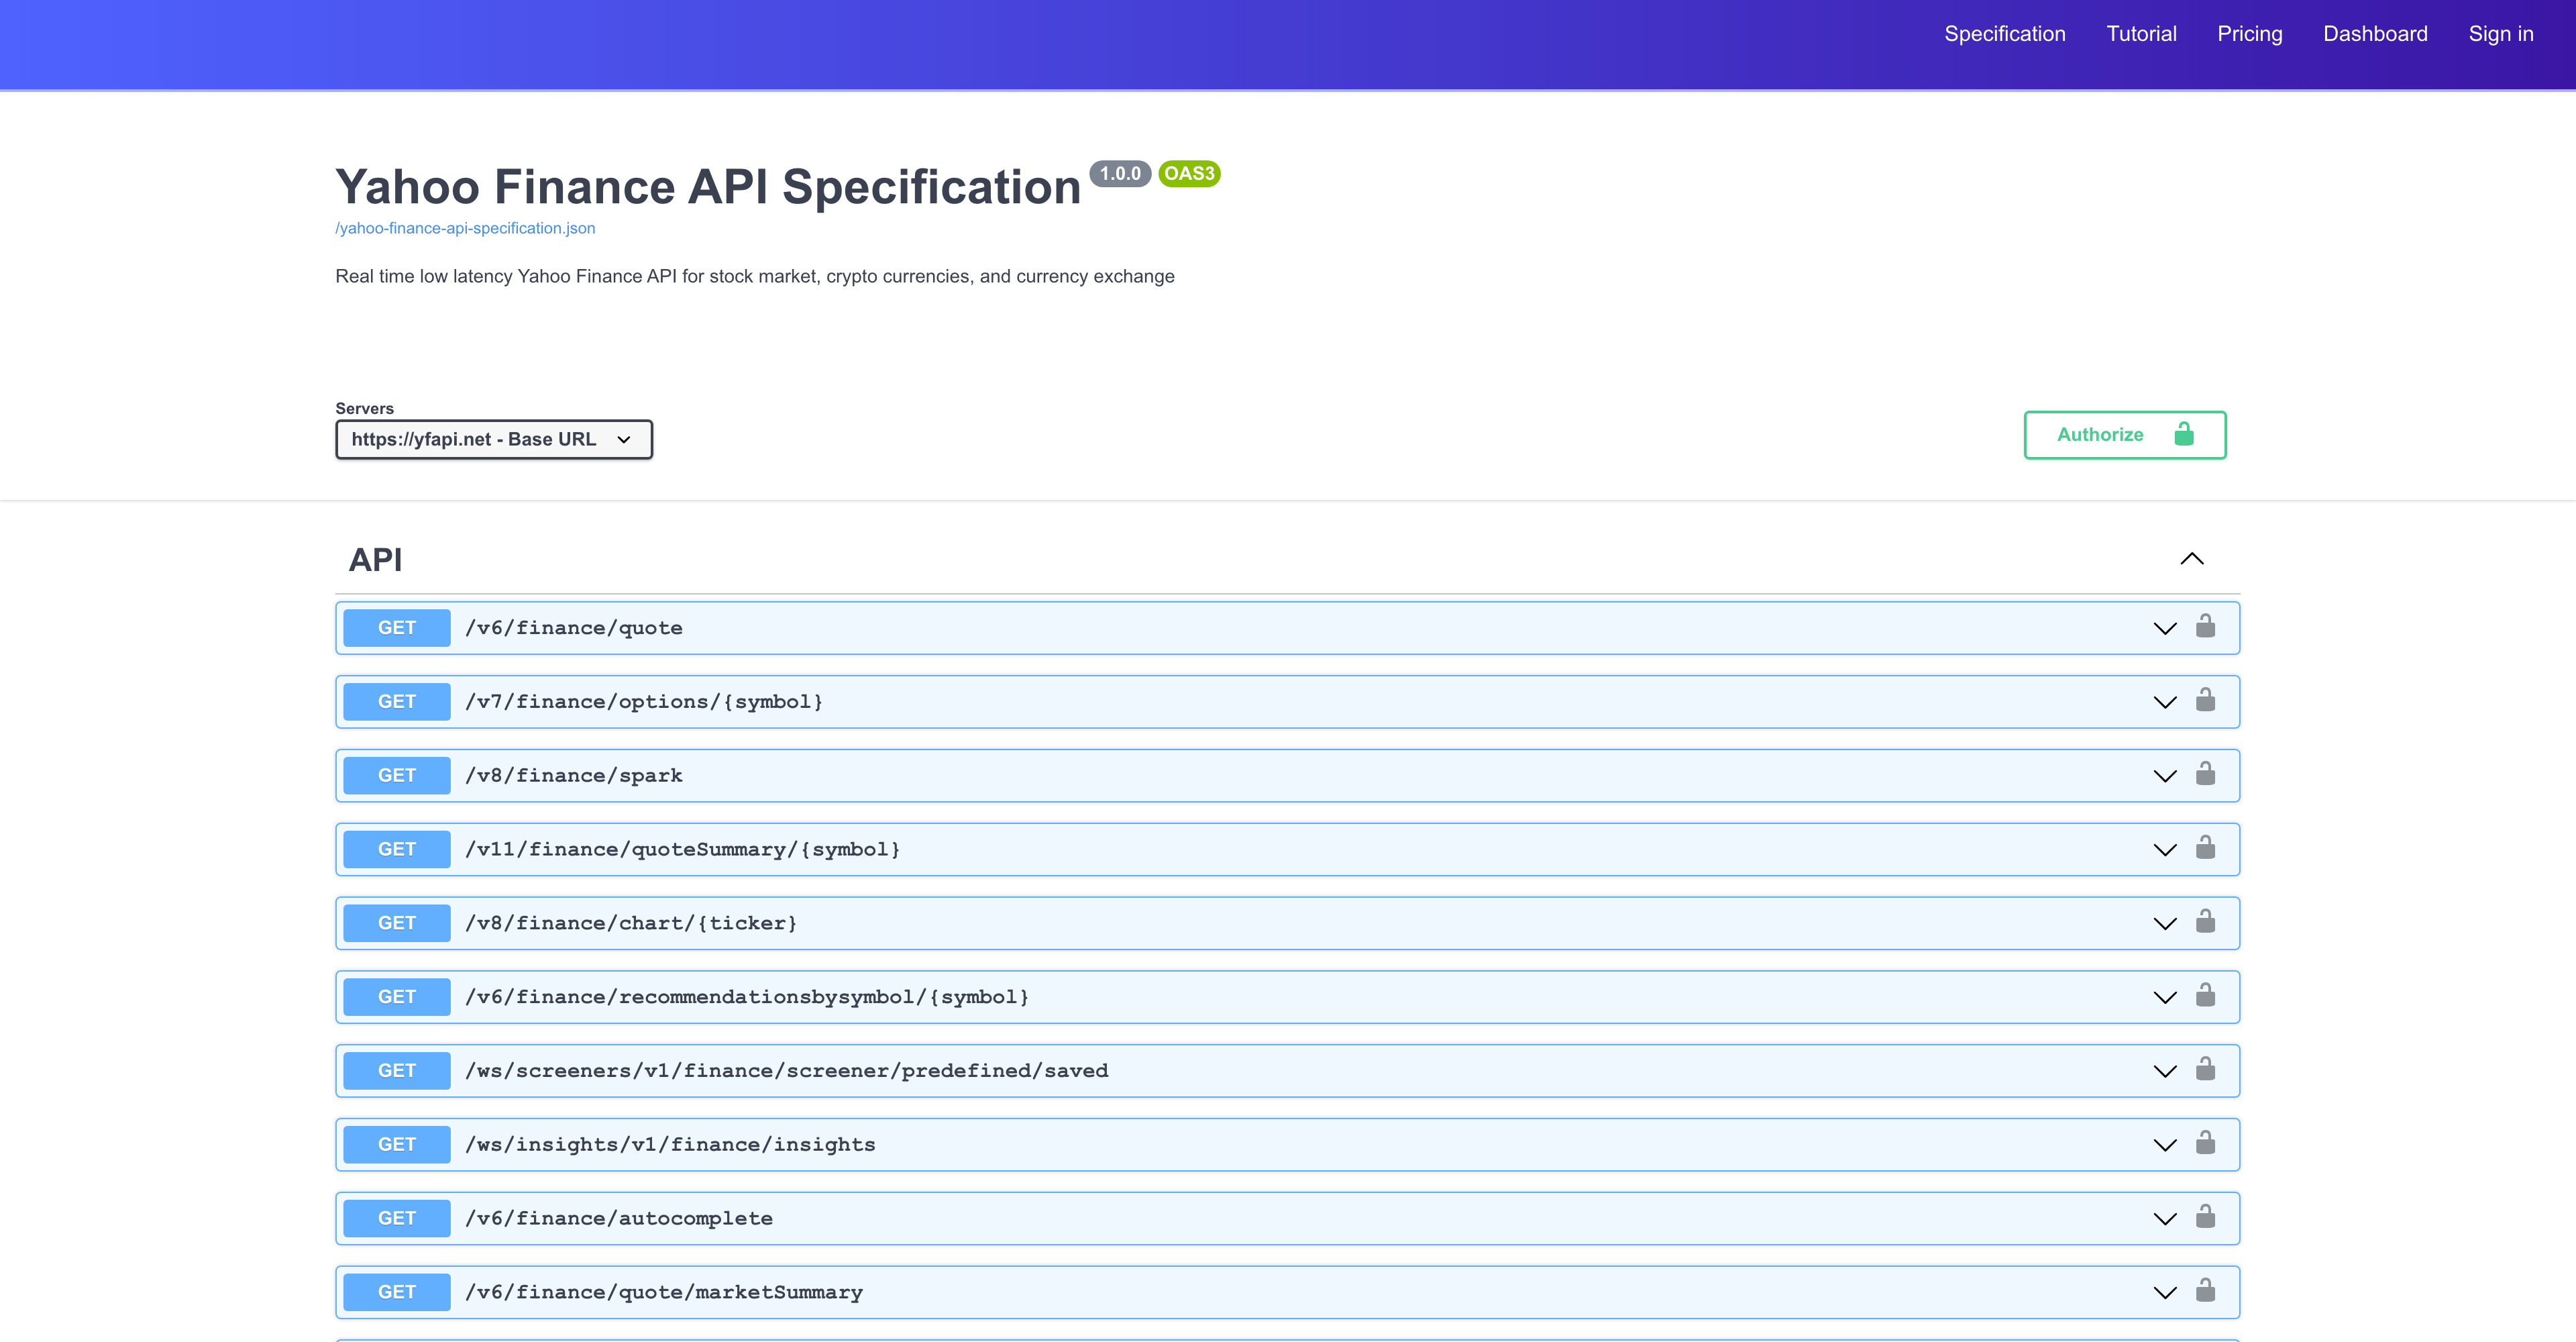 Specification Tutorial Pricing Dashboard Sign in
Yahoo Finance API Specification 1.0.0 OAS3
/yahoo-finance-api-specification.json
Real time low latency Yahoo Finance API for stock market, crypto currencies, and currency exchange
Servers
https://yfapi.net - Base URL
Authorize
API
GET /v6/finance/quote
GET /v7/finance/options/{symbol}
GET /v8/finance/spark
GET /v11/finance/quoteSummary/{symbol}
GET /v8/finance/chart/{ticker}
GET /v6/finance/recommendationsbysymbol/{symbol}
GET /ws/screeners/v1/finance/screener/predefined/saved
GET /ws/insights/v1/finance/insights
GET /v6/finance/autocomplete
GET /v6/finance/quote/marketSummary